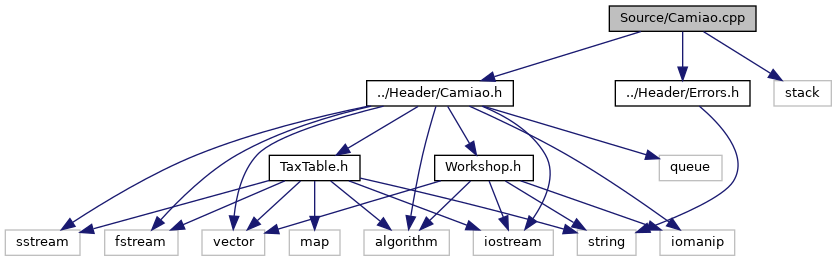 Source/Camiao.cpp
../Header/Camiao.h
../Header/Errors.h
stack
TaxTable.h
Workshop.h
queue
sstream
fstream
vector
map
algorithm
iostream
string
iomanip